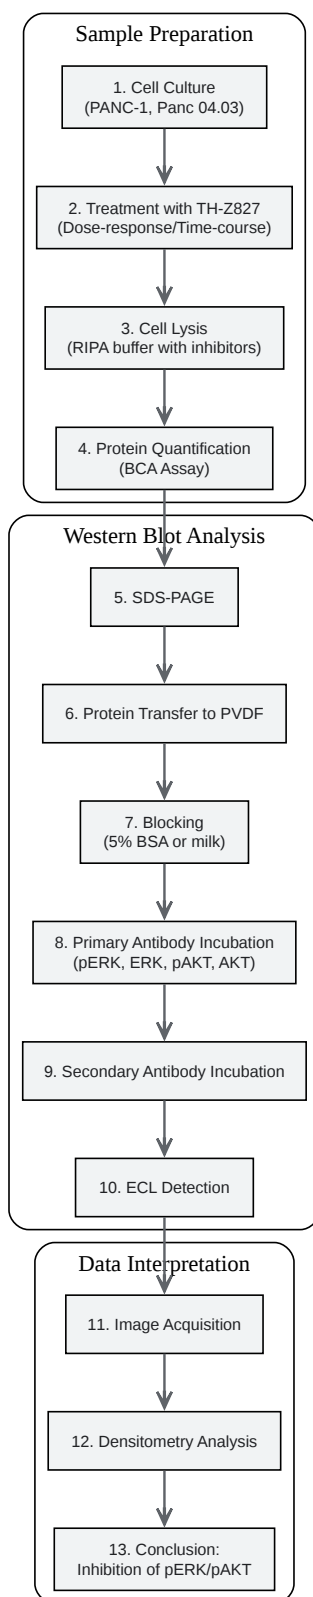 Sample Preparation
1. Cell Culture
(PANC-1, Panc 04.03)
2. Treatment with TH-Z827
(Dose-response/Time-course)
3. Cell Lysis
(RIPA buffer with inhibitors)
4. Protein Quantification
(BCA Assay)
Western Blot Analysis
5. SDS-PAGE
6. Protein Transfer to PVDF
7. Blocking
(5% BSA or milk)
8. Primary Antibody Incubation
(pERK, ERK, pAKT, AKT)
9. Secondary Antibody Incubation
10. ECL Detection
Data Interpretation
11. Image Acquisition
12. Densitometry Analysis
13. Conclusion:
Inhibition of pERK/pAKT